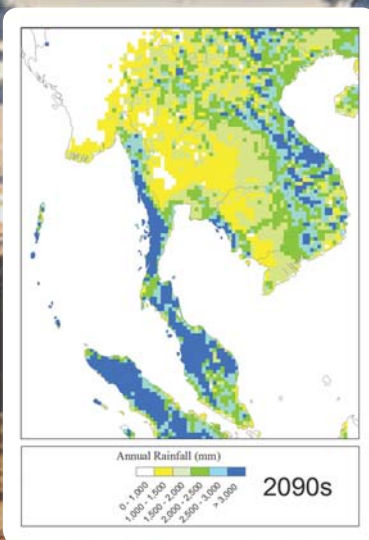 Annual Rainfall (mm)
0 - 1,000
1,000 - 1,500
1,500 - 2,000
2,000 - 2,500
2,500 - 3,000
> 3,000
2090s